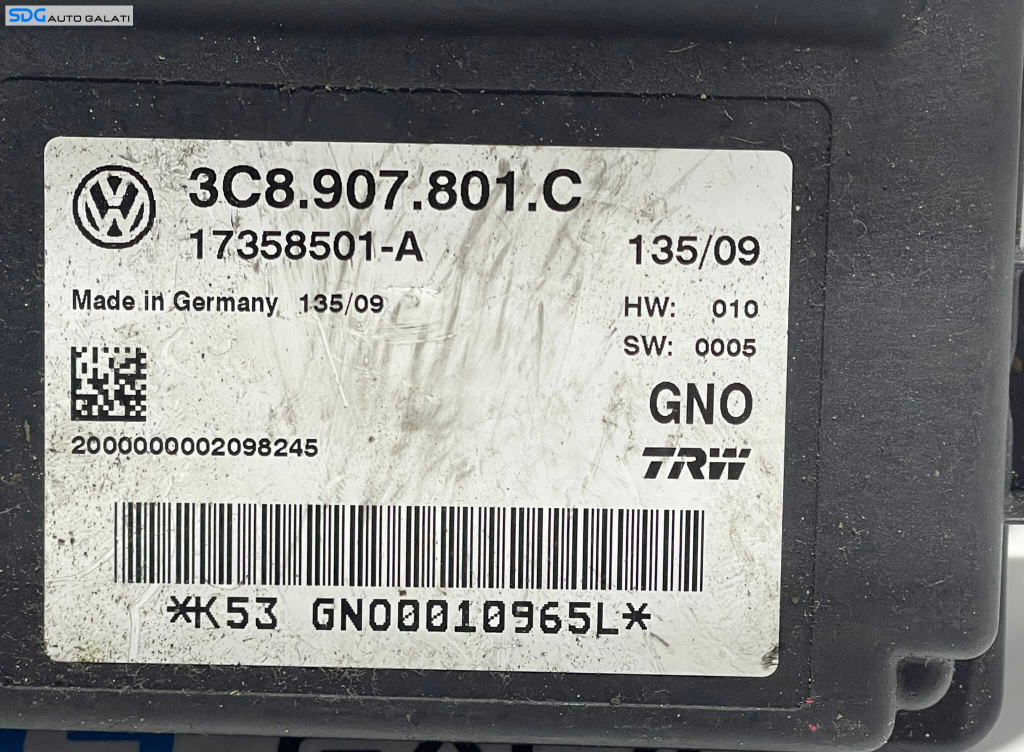 SDG AUTO GALATI
3C8.907.801.C
17358501-A 135/09
Made in Germany 135/09
HW: 010
SW: 0005
GNO
TRW
2000000002098245
*K53 GNO00010965L*